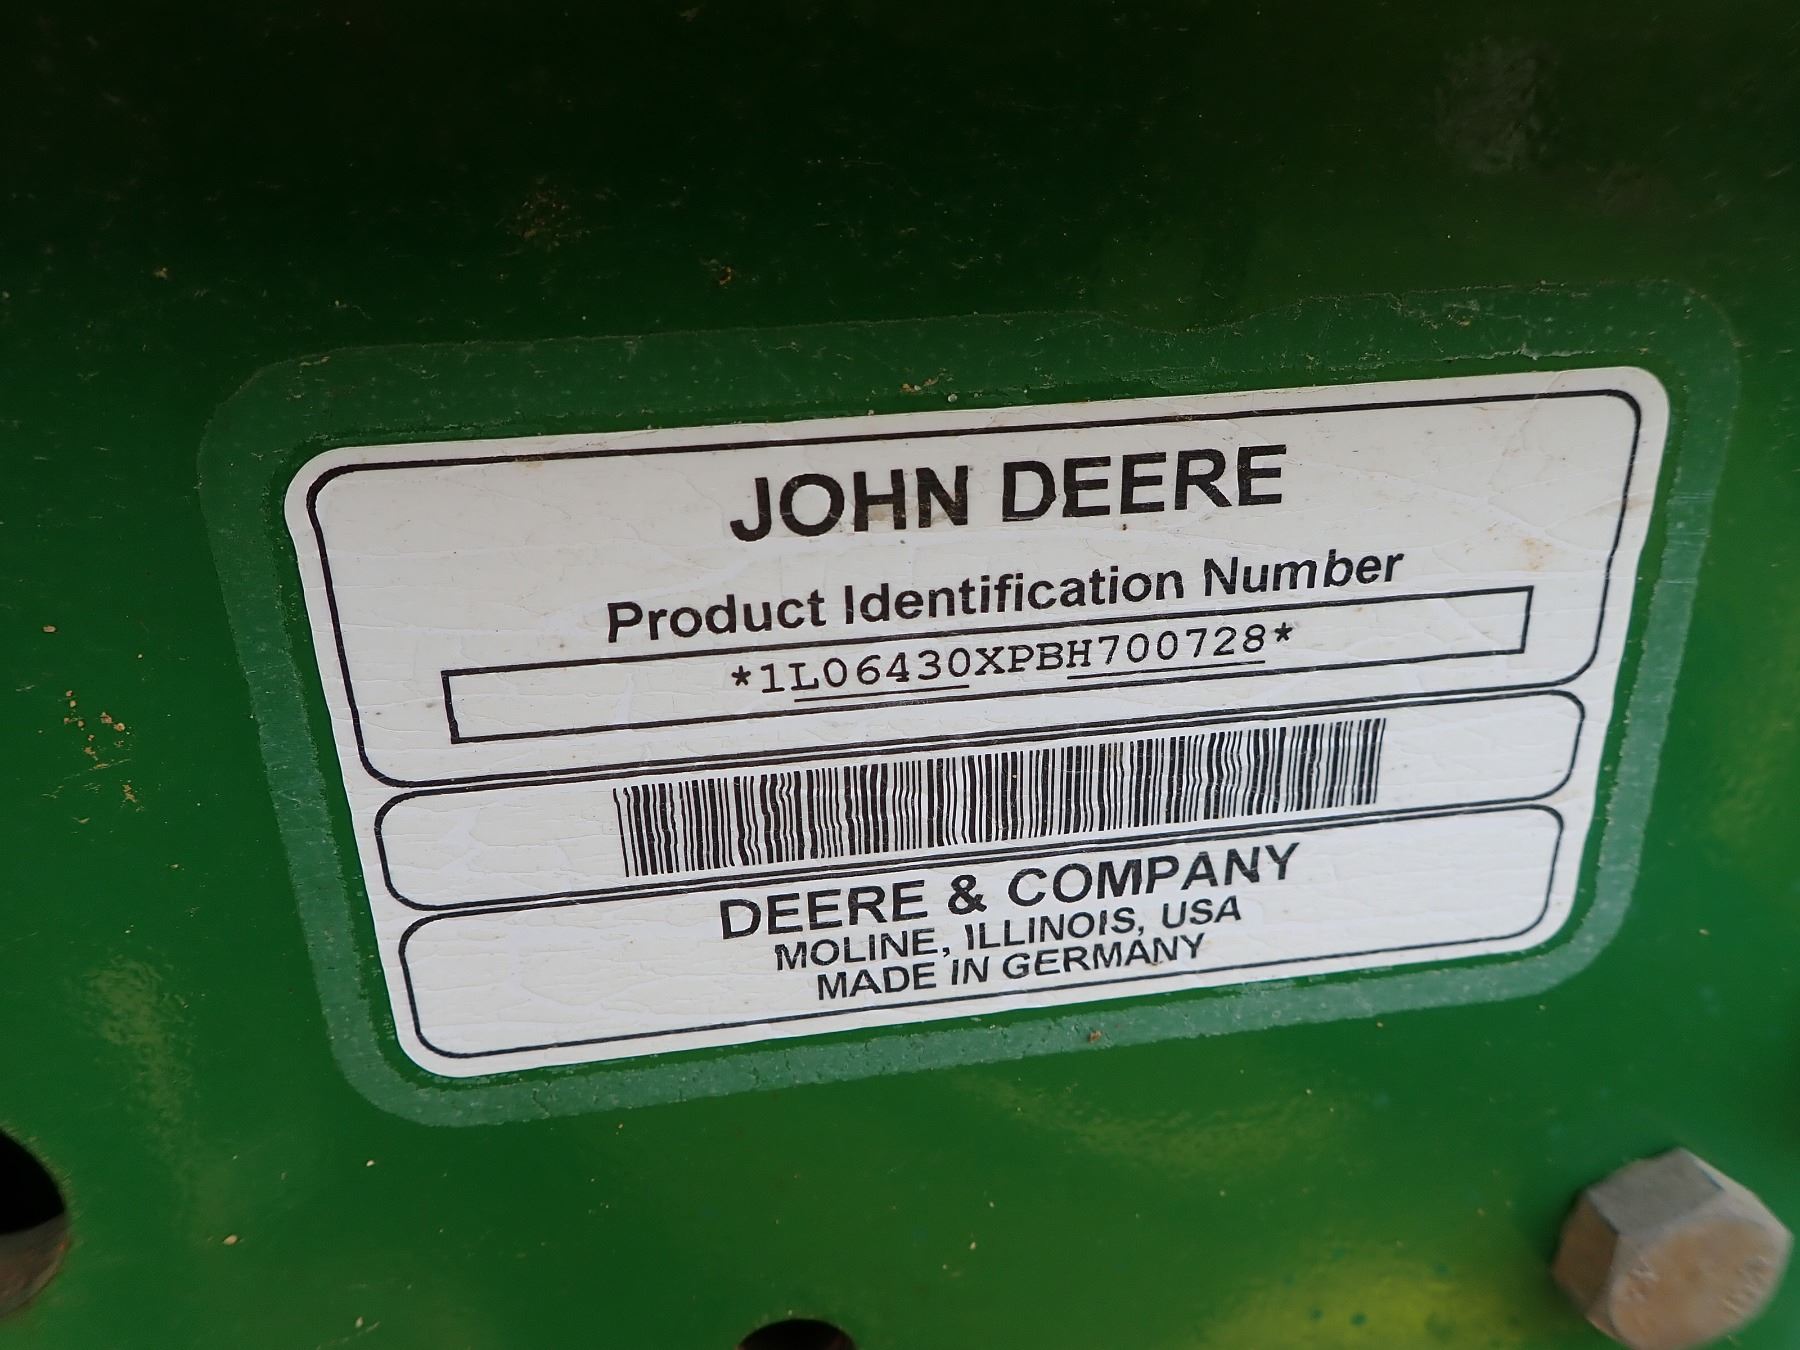 JOHN DEERE
Product Identification Number
*1L06430XPBH700728*
DEERE & COMPANY
MOLINE, ILLINOIS, USA
MADE IN GERMANY